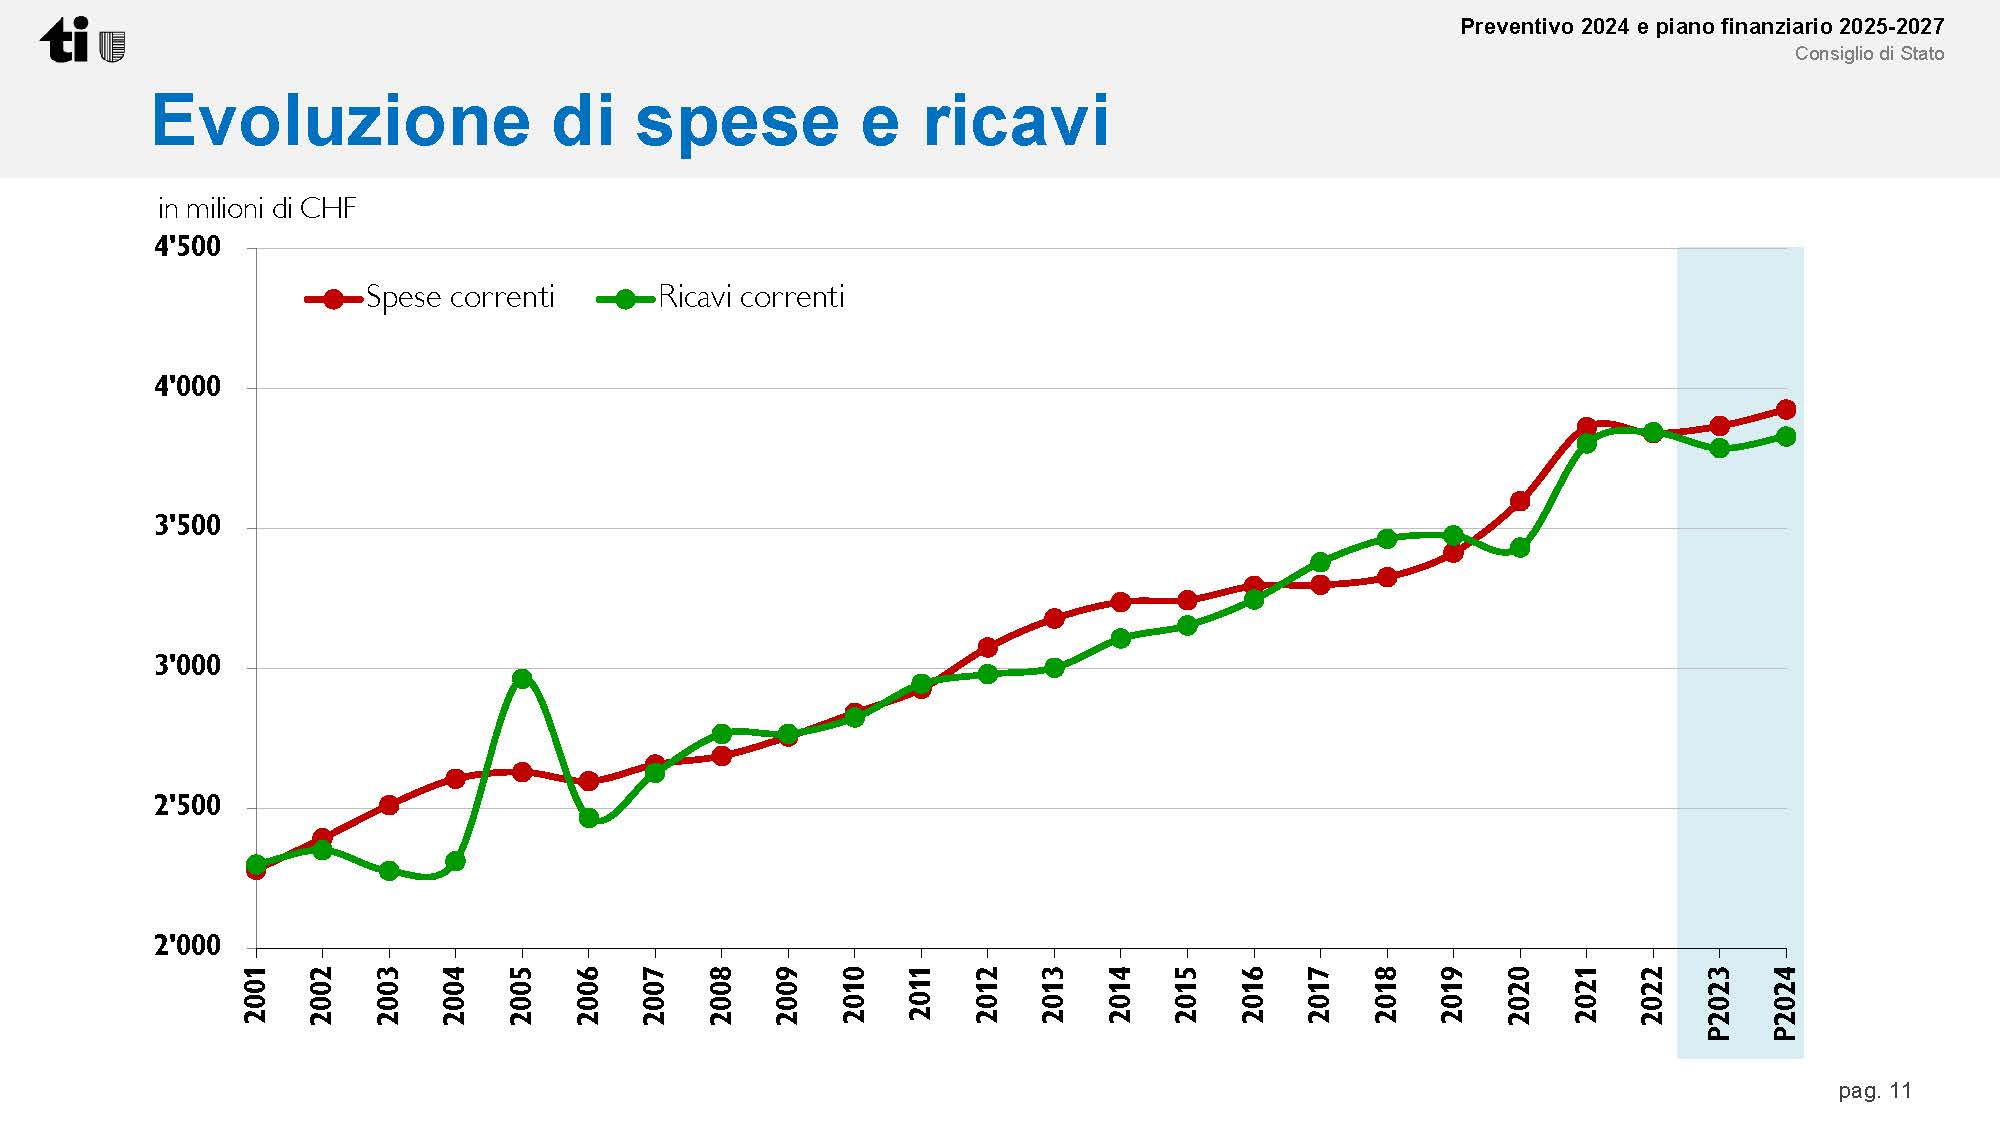 ti
Preventivo 2024 e piano finanziario 2025-2027
Consiglio di Stato
Evoluzione di spese e ricavi
in milioni di CHF
4'500
4'000
3'500
3'000
2'500
2'000
Spese correnti
Ricavi correnti
2001
2002
2003
2004
2005
2006
2007
2008
2009
2010
2011
2012
2013
2014
2015
2016
2017
2018
2019
2020
2021
2022
P2023
P2024
pag. 11